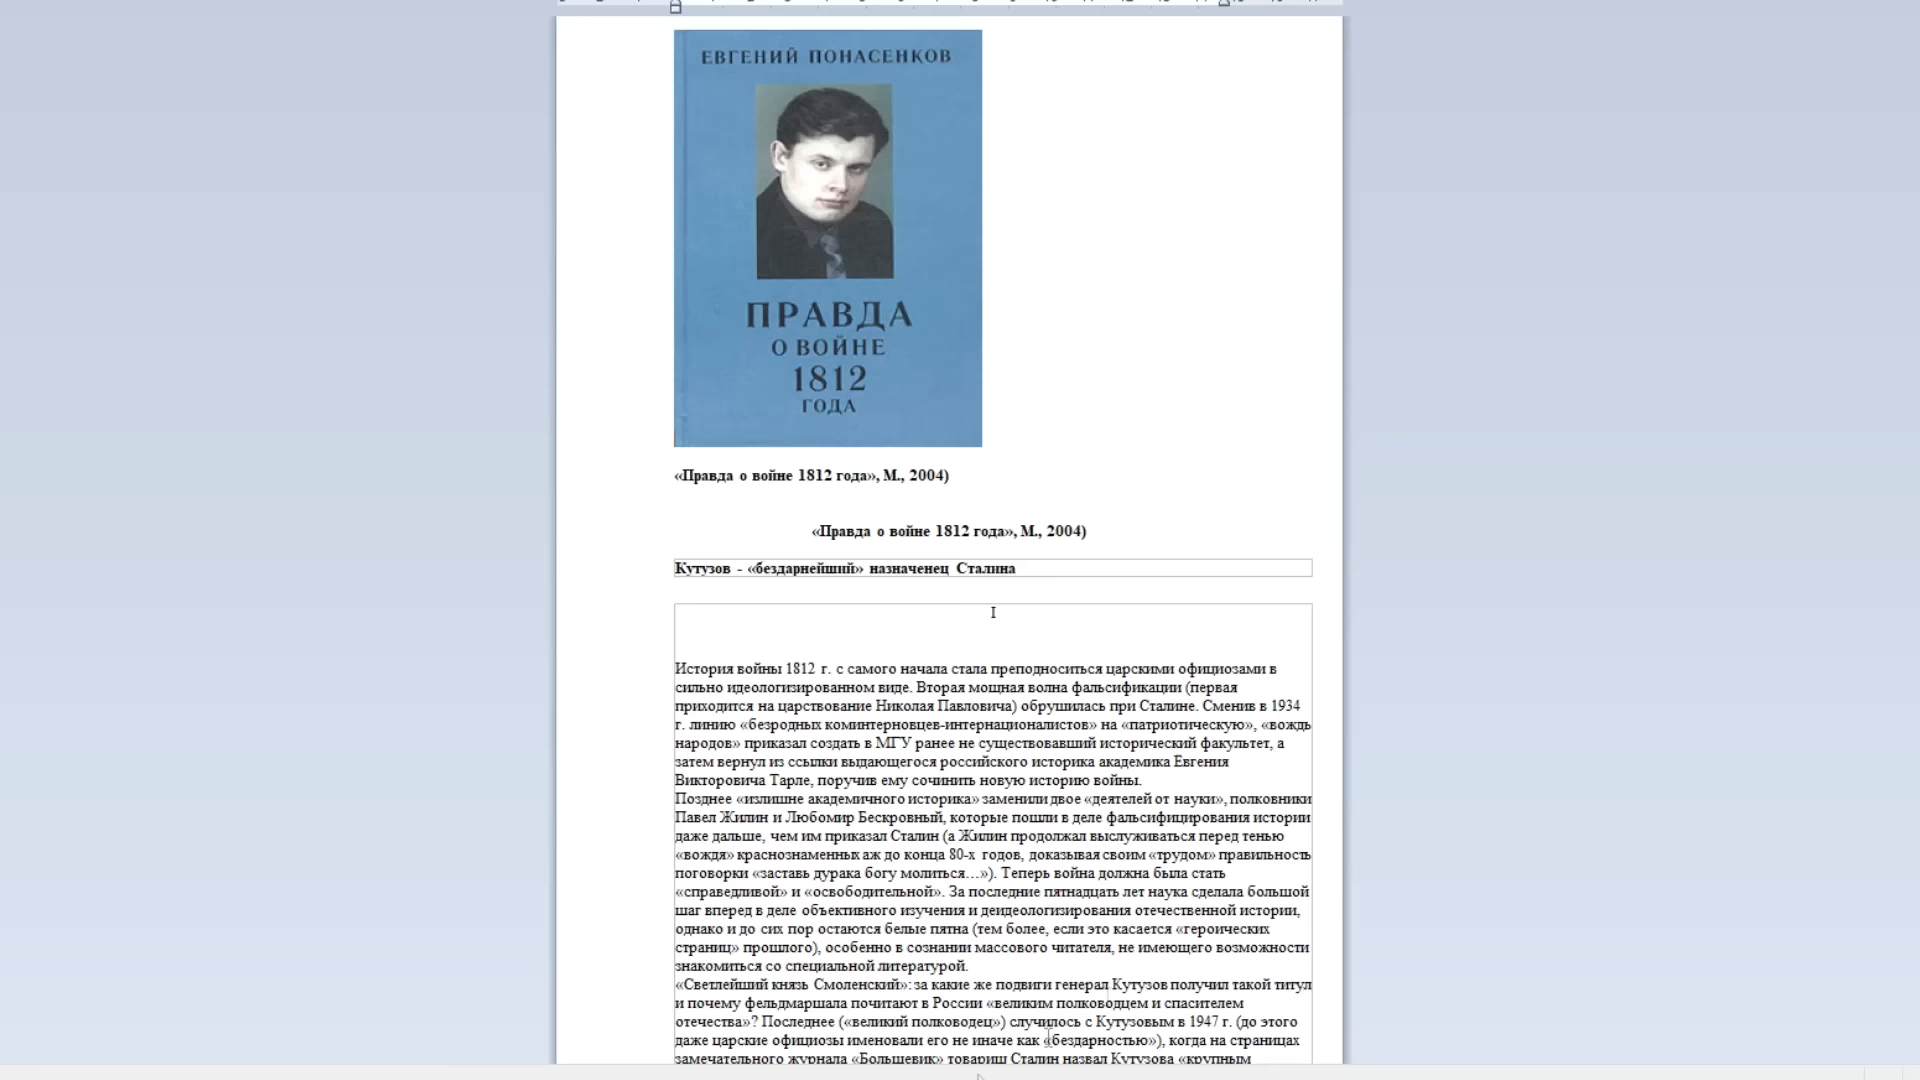 ЕВГЕНИЙ ПОНАСЕНКОВ
ПРАВДА
О ВОЙНЕ
1812
ГОДА
«Правда о войне 1812 года», М., 2004)
«Правда о войне 1812 года», М., 2004)
Кутузов - «бездарнейший» назначенец Сталина
I
История войны 1812 г. с самого начала стала преподноситься царскими официозами в
сильно идеологизированном виде. Вторая мощная волна фальсификации (первая
приходится на царствование Николая Павловича) обрушилась при Сталине. Сменив в 1934
г. линию «безродных коминтерновцев-интернационалистов» на «патриотическую», «вождь
народов» приказал создать в МГУ ранее не существовавший исторический факультет, а
затем вернул из ссылки выдающегося российского историка академика Евгения
Викторовича Тарле, поручив ему сочинить новую историю войны.
Позднее «излишне академичного историка» заменили двое «деятелей от науки», полковники
Павел Жилин и Любомир Бескровный, которые пошли в деле фальсифицирования истории
даже дальше, чем им приказал Сталин (а Жилин продолжал выслуживаться перед тенью
«вождя» краснознаменных аж до конца 80-х годов, доказывая своим «трудом» правильность
поговорки «заставь дурака богу молиться…»). Теперь война должна была стать
«справедливой» и «освободительной». За последние пятнадцать лет наука сделала большой
шаг вперед в деле объективного изучения и деидеологизирования отечественной истории,
однако и до сих пор остаются белые пятна (тем более, если это касается «героических
страниц» прошлого), особенно в сознании массового читателя, не имеющего возможности
знакомиться со специальной литературой.
«Светлейший князь Смоленский»: за какие же подвиги генерал Кутузов получил такой титул
и почему фельдмаршала почитают в России «великим полководцем и спасителем
отечества»? Последнее («великий полководец») случилось с Кутузовым в 1947 г. (до этого
даже царские официозы именовали его не иначе как «бездарностью»), когда на страницах
замечательного журнала «Большевик» товарищ Сталин назвал Кутузова «крупным